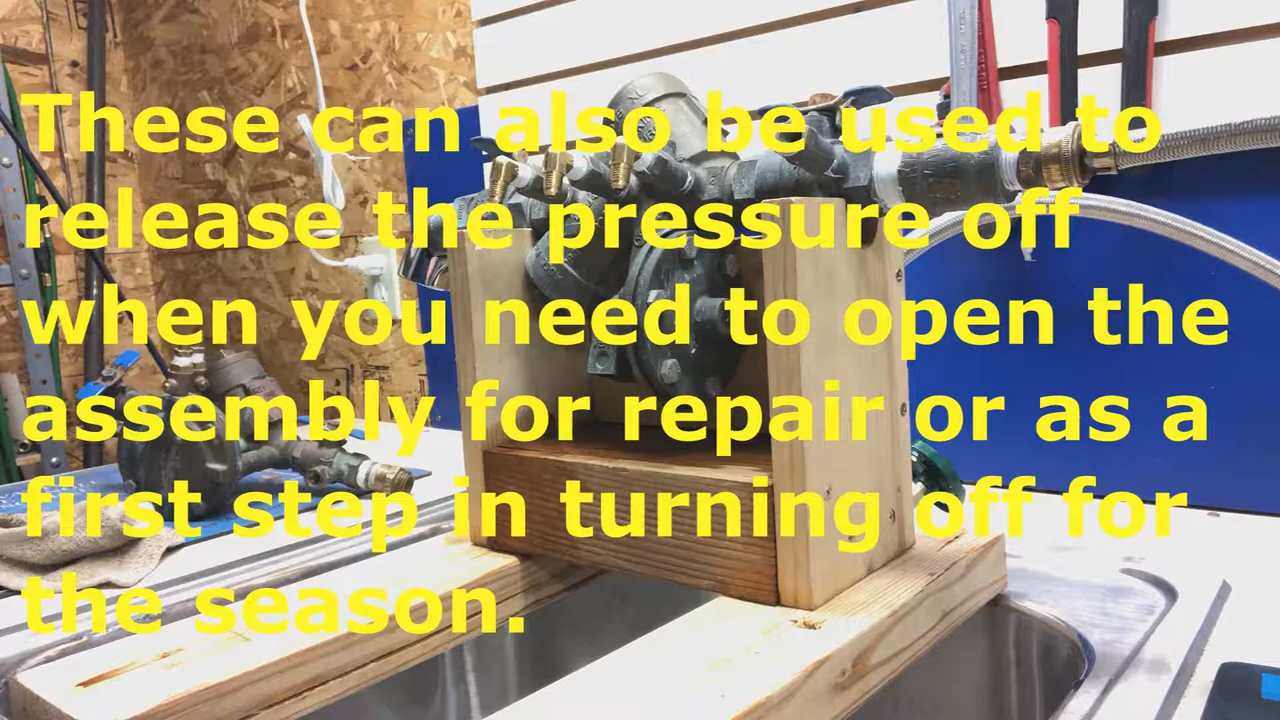 These can also be used to
release the pressure off
when you need to open the
assembly for repair or as a
first step in turning off for
the season.